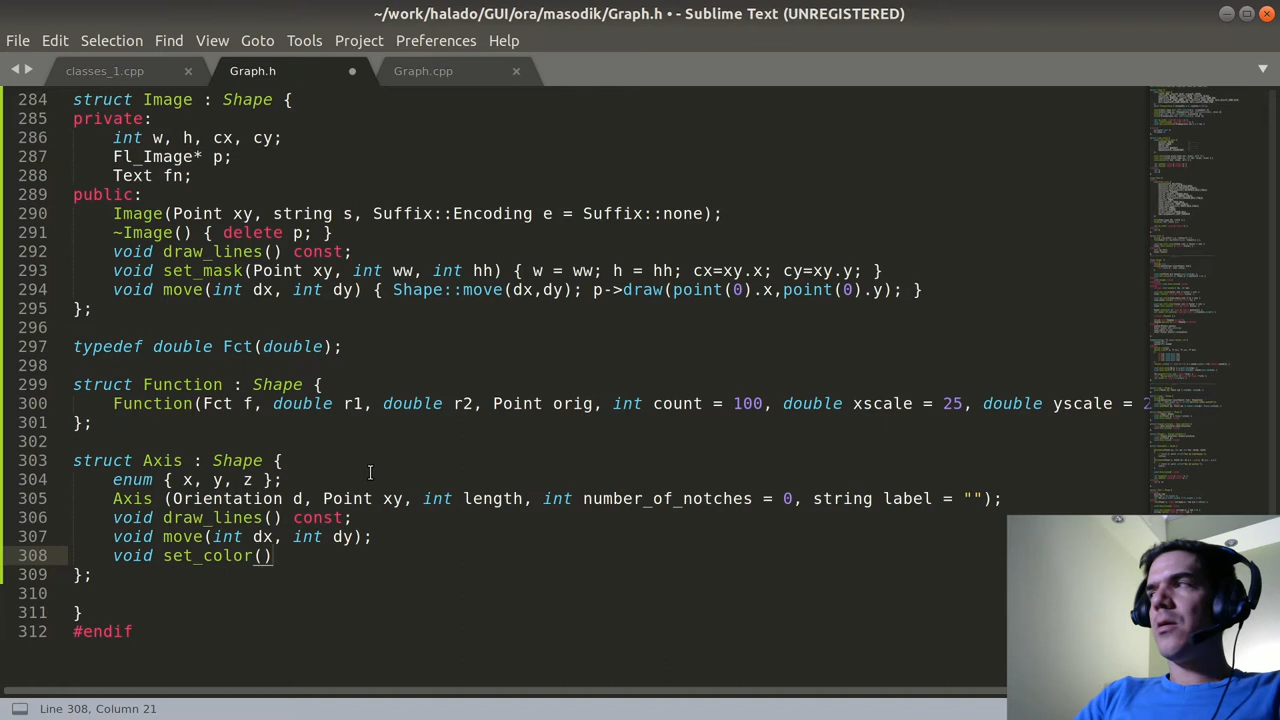 ~/work/halado/GUI/ora/masodik/Graph.h • - Sublime Text (UNREGISTERED)
File Edit Selection Find View Goto Tools Project Preferences Help
classes_1.cpp Graph.h Graph.cpp
284 struct Image : Shape {
285 private:
286 int w, h, cx, cy;
287 Fl_Image* p;
288 Text fn;
289 public:
290 Image(Point xy, string s, Suffix::Encoding e = Suffix::none);
291 ~Image() { delete p; }
292 void draw_lines() const;
293 void set_mask(Point xy, int ww, int hh) { w = ww; h = hh; cx=xy.x; cy=xy.y; }
294 void move(int dx, int dy) { Shape::move(dx,dy); p->draw(point(0).x,point(0).y); }
295 };
296
297 typedef double Fct(double);
298
299 struct Function : Shape {
300 Function(Fct f, double r1, double r2, Point orig, int count = 100, double xscale = 25, double yscale = 2
301 };
302
303 struct Axis : Shape {
304 enum { x, y, z };
305 Axis (Orientation d, Point xy, int length, int number_of_notches = 0, string label = "");
306 void draw_lines() const;
307 void move(int dx, int dy);
308 void set_color()
309 };
310
311 }
312 #endif
Line 308, Column 21